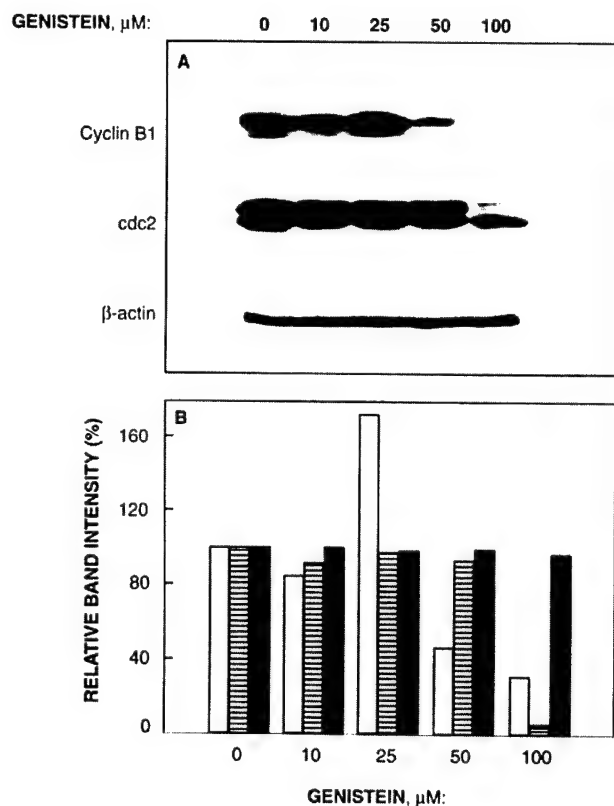 GENISTEIN, μM: 0 10 25 50 100
A
Cyclin B1
cdc2
β-actin
B
RELATIVE BAND INTENSITY (%)
160
120
80
40
0
0 10 25 50 100
GENISTEIN, μM: